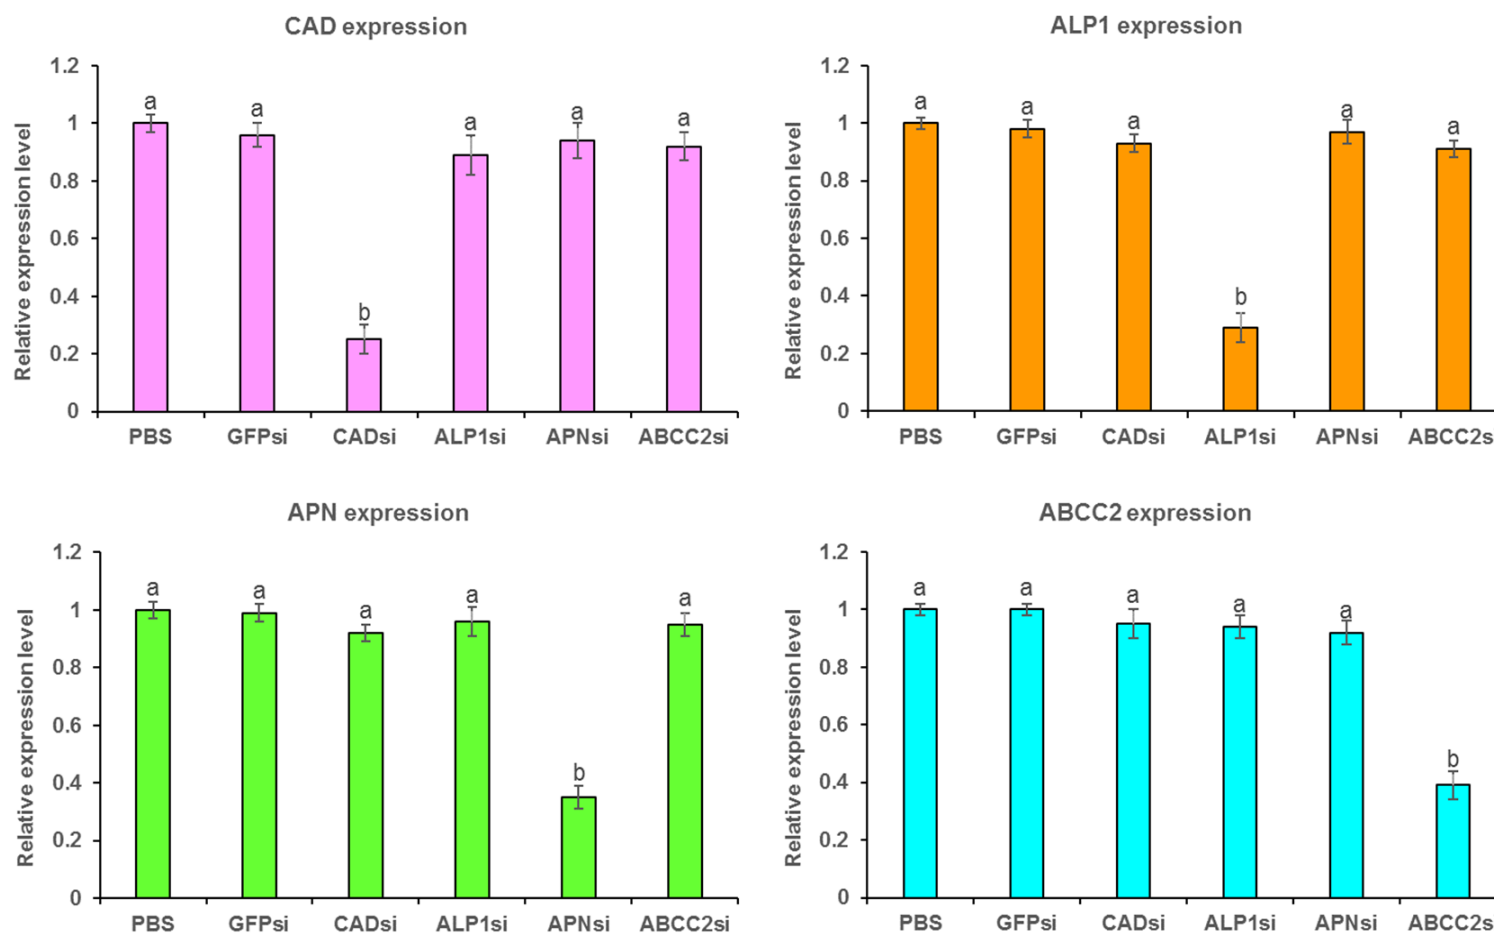 CAD expression
Relative expression level
1.2
1
0.8
0.6
0.4
0.2
0
a
a
b
a
a
a
PBS GFPsi CADsi ALP1si APNsi ABCC2si
ALP1 expression
Relative expression level
1.2
1
0.8
0.6
0.4
0.2
0
a
a
a
b
a
a
PBS GFPsi CADsi ALP1si APNsi ABCC2s
APN expression
Relative expression level
1.2
1
0.8
0.6
0.4
0.2
0
a
a
a
a
b
a
PBS GFPsi CADsi ALP1si APNsi ABCC2si
ABCC2 expression
Relative expression level
1.2
1
0.8
0.6
0.4
0.2
0
a
a
a
a
a
b
PBS GFPsi CADsi ALP1si APNsi ABCC2s